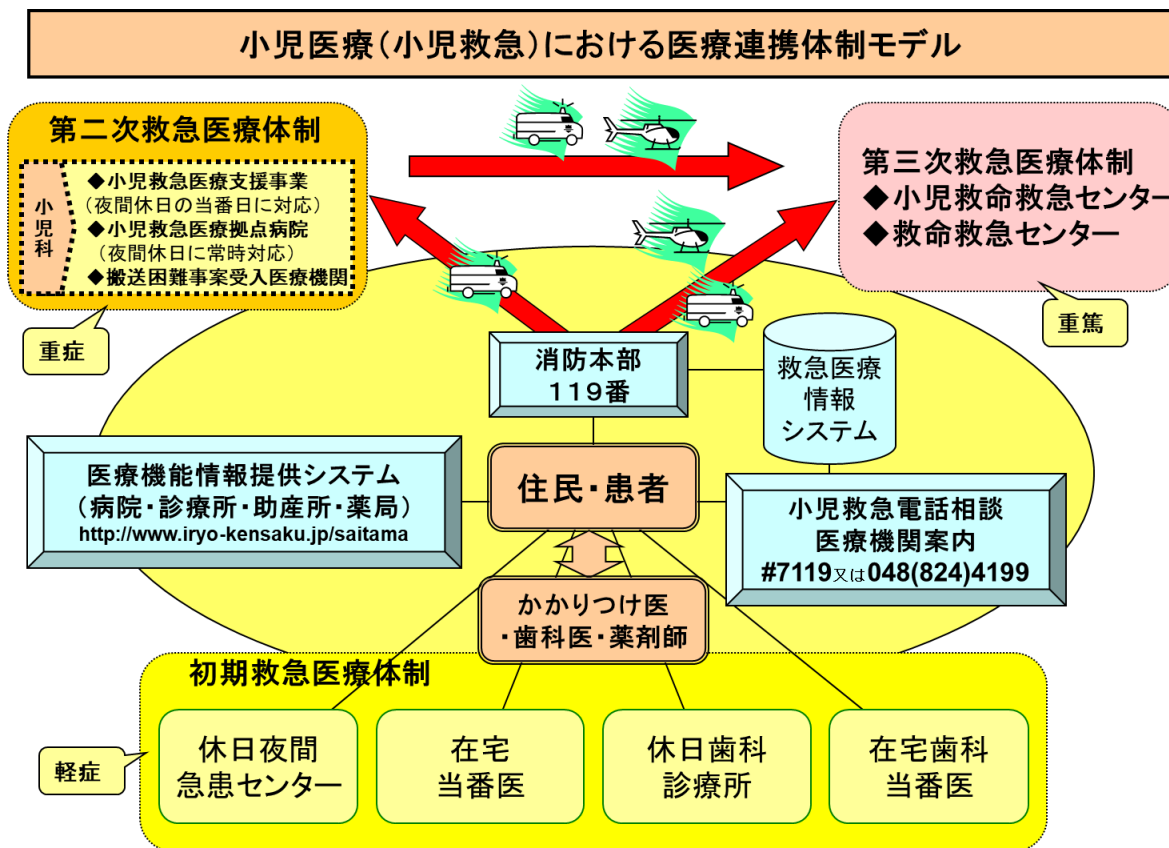 小児医療（小児救急）における医療連携体制モデル
第二次救急医療体制
小児科
◆小児救急医療支援事業
（夜間休日の当番日に対応）
◆小児救急医療拠点病院
（夜間休日に常時対応）
◆搬送困難事案受入医療機関
重症
第三次救急医療体制
◆小児救命救急センター
◆救命救急センター
重篤
消防本部
１１９番
救急医療
情報
システム
医療機能情報提供システム
（病院・診療所・助産所・薬局）
http://www.iryo-kensaku.jp/saitama
住民・患者
小児救急電話相談
医療機関案内
#7119又は048(824)4199
かかりつけ医
・歯科医・薬剤師
初期救急医療体制
軽症
休日夜間
急患センター
在宅
当番医
休日歯科
診療所
在宅歯科
当番医